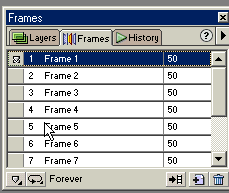 Frames
Layers Frames History ?
1 Frame 1 50
2 Frame 2 50
3 Frame 3 50
4 Frame 4 50
5 Frame 5 50
6 Frame 6 50
7 Frame 7 50
Forever